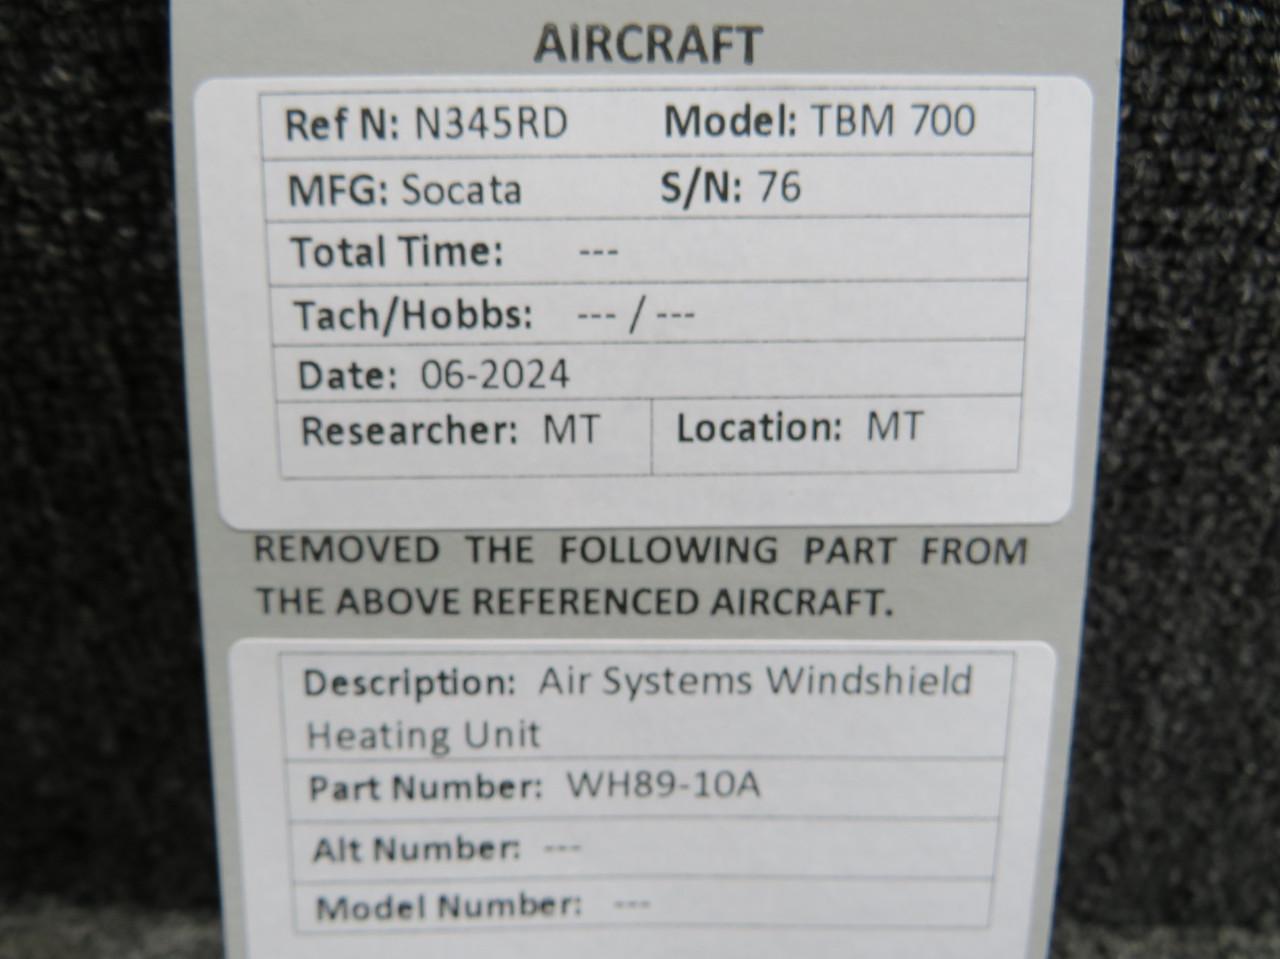 AIRCRAFT
Ref N: N345RD Model: TBM 700
MFG: Socata S/N: 76
Total Time: ---
Tach/Hobbs: --- / ---
Date: 06-2024
Researcher: MT Location: MT
REMOVED THE FOLLOWING PART FROM
THE ABOVE REFERENCED AIRCRAFT.
Description: Air Systems Windshield
Heating Unit
Part Number: WH89-10A
Alt Number: ---
Model Number: ---